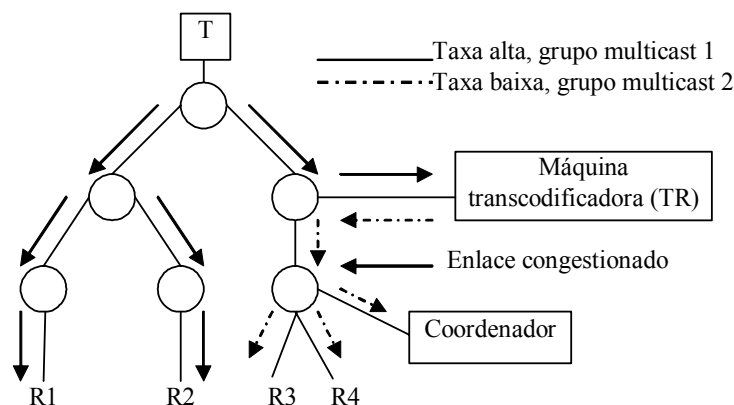 T
Taxa alta, grupo multicast 1
Taxa baixa, grupo multicast 2
Máquina
transcodificadora (TR)
Enlace congestionado
Coordenador
R1
R2
R3
R4